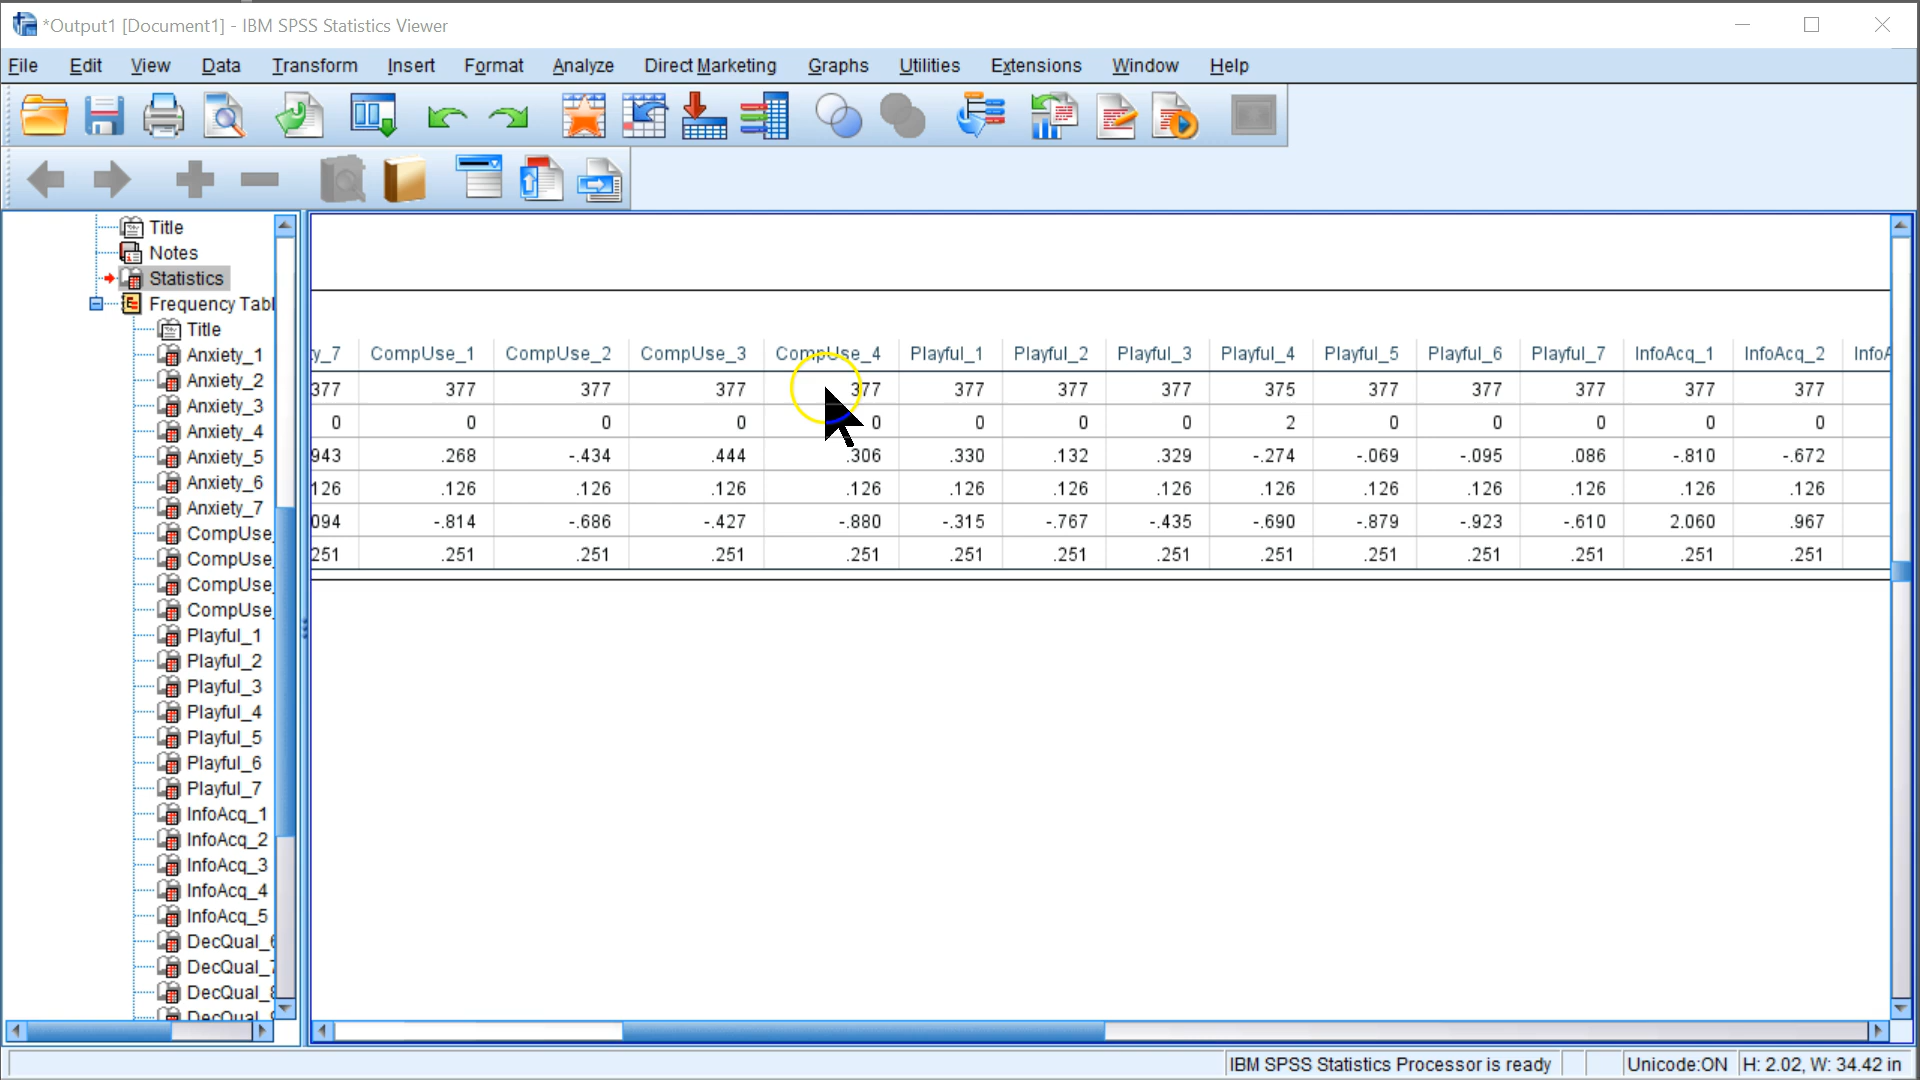 *Output1 [Document1] - IBM SPSS Statistics Viewer
File Edit View Data Transform Insert Format Analyze Direct Marketing Graphs Utilities Extensions Window Help
Title
Notes
Statistics
Frequency Tabl
Title
Anxiety_1
Anxiety_2
Anxiety_3
Anxiety_4
Anxiety_5
Anxiety_6
Anxiety_7
CompUse_
CompUse_
CompUse_
CompUse_
Playful_1
Playful_2
Playful_3
Playful_4
Playful_5
Playful_6
Playful_7
InfoAcq_1
InfoAcq_2
InfoAcq_3
InfoAcq_4
InfoAcq_5
DecQual_6
DecQual_7
DecQual_8
y_7 CompUse_1 CompUse_2 CompUse_3 CompUse_4 Playful_1 Playful_2 Playful_3 Playful_4 Playful_5 Playful_6 Playful_7 InfoAcq_1 InfoAcq_2 InfoA
377 377 377 377 377 377 377 377 375 377 377 377 377 377
0 0 0 0 0 0 0 0 2 0 0 0 0 0
943 .268 -.434 .444 .306 .330 .132 .329 -.274 -.069 -.095 .086 -.810 -.672
126 .126 .126 .126 .126 .126 .126 .126 .126 .126 .126 .126 .126 .126
094 -.814 -.686 -.427 -.880 -.315 -.767 -.435 -.690 -.879 -.923 -.610 2.060 .967
251 .251 .251 .251 .251 .251 .251 .251 .251 .251 .251 .251 .251 .251
IBM SPSS Statistics Processor is ready Unicode:ON H: 2.02, W: 34.42 in